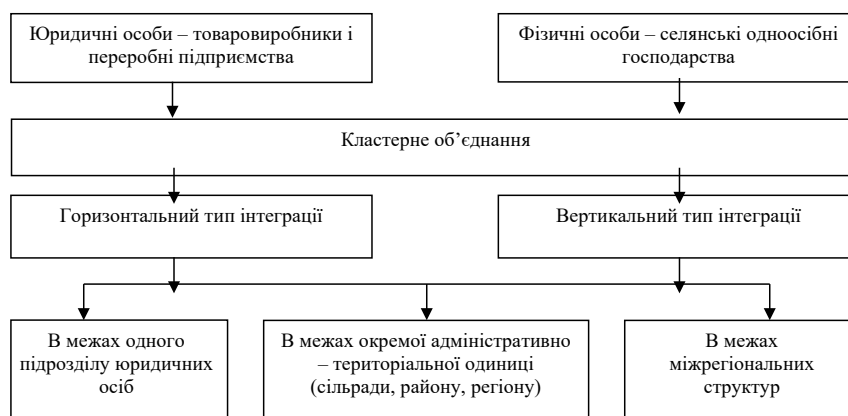 Юридичні особи – товаровиробники і
переробні підприємства
Фізичні особи – селянські одноосібні
господарства
Кластерне об’єднання
Горизонтальний тип інтеграції
Вертикальний тип інтеграції
В межах одного
підрозділу юридичних
осіб
В межах окремої адміністративно
– територіальної одиниці
(сільради, району, регіону)
В межах
міжрегіональних
структур